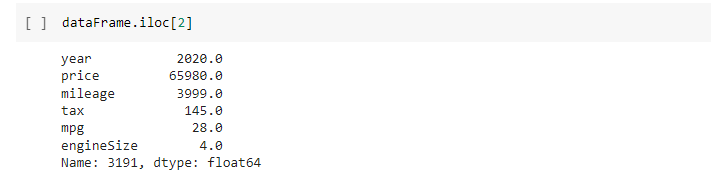 [ ] dataFrame.iloc[2]
year 2020.0
price 65980.0
mileage 3999.0
tax 145.0
mpg 28.0
engineSize 4.0
Name: 3191, dtype: float64